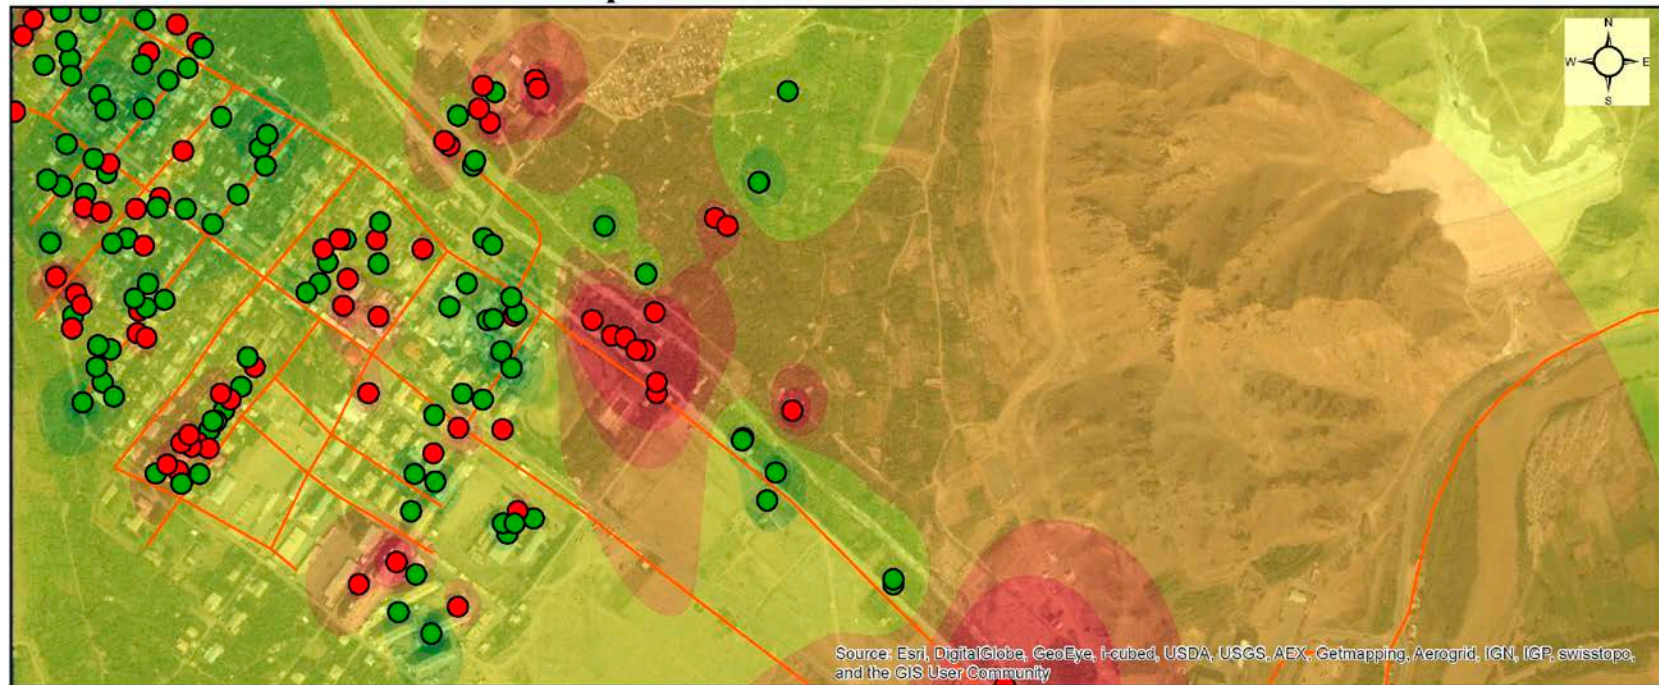 N
W E
S
Source: Esri, DigitalGlobe, GeoEye, i-cubed, USDA, USGS, AEX, Getmapping, Aerogrid, IGN, IGP, swisstopo,
and the GIS User Community